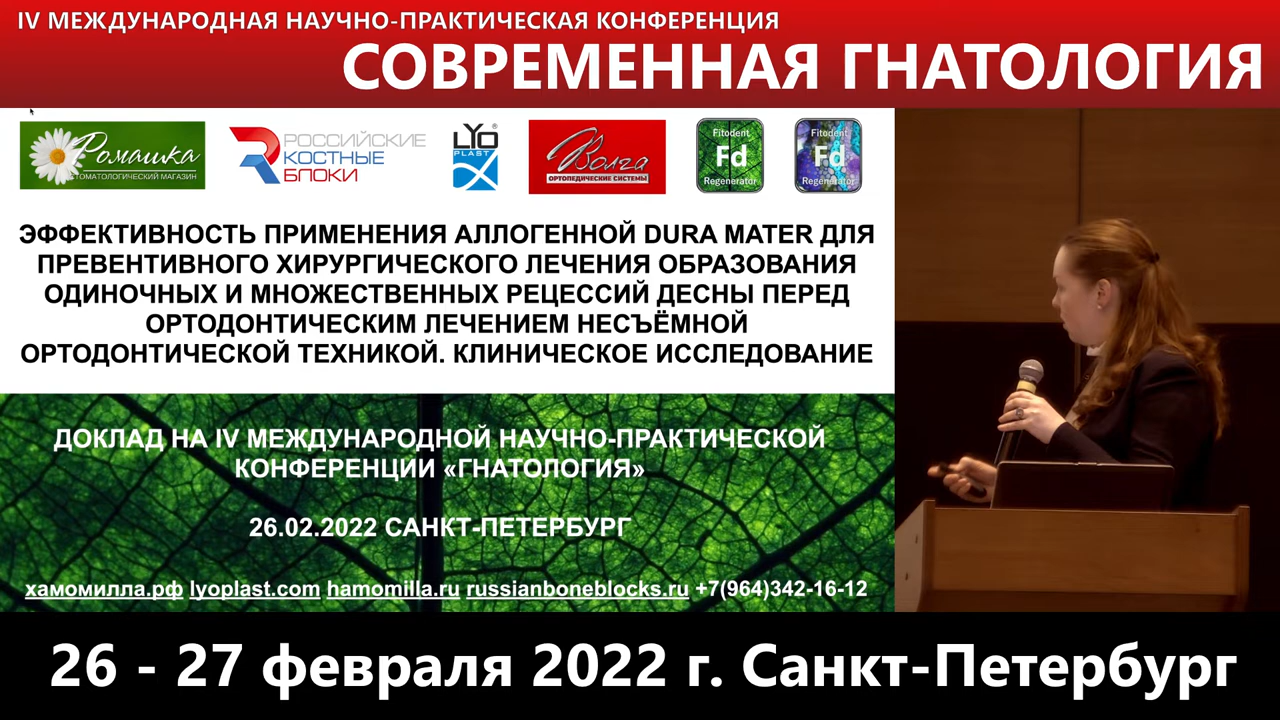 IV МЕЖДУНАРОДНАЯ НАУЧНО-ПРАКТИЧЕСКАЯ КОНФЕРЕНЦИЯ
СОВРЕМЕННАЯ ГНАТОЛОГИЯ
Ромашка
СТОМАТОЛОГИЧЕСКИЙ МАГАЗИН
РОССИЙСКИЕ
КОСТНЫЕ
БЛОКИ
LYO®
PLAST
Волга
ОРТОПЕДИЧЕСКИЕ СИСТЕМЫ
Fitodent
Fd
Regenerator
Fitodent
Fd
Regenerator
ЭФФЕКТИВНОСТЬ ПРИМЕНЕНИЯ АЛЛОГЕННОЙ DURA MATER ДЛЯ
ПРЕВЕНТИВНОГО ХИРУРГИЧЕСКОГО ЛЕЧЕНИЯ ОБРАЗОВАНИЯ
ОДИНОЧНЫХ И МНОЖЕСТВЕННЫХ РЕЦЕССИЙ ДЕСНЫ ПЕРЕД
ОРТОДОНТИЧЕСКИМ ЛЕЧЕНИЕМ НЕСЪЁМНОЙ
ОРТОДОНТИЧЕСКОЙ ТЕХНИКОЙ. КЛИНИЧЕСКОЕ ИССЛЕДОВАНИЕ
ДОКЛАД НА IV МЕЖДУНАРОДНОЙ НАУЧНО-ПРАКТИЧЕСКОЙ
КОНФЕРЕНЦИИ «ГНАТОЛОГИЯ»
26.02.2022 САНКТ-ПЕТЕРБУРГ
хамомилла.рф lyoplast.com hamomilla.ru russianboneblocks.ru +7(964)342-16-12
26 - 27 февраля 2022 г. Санкт-Петербург